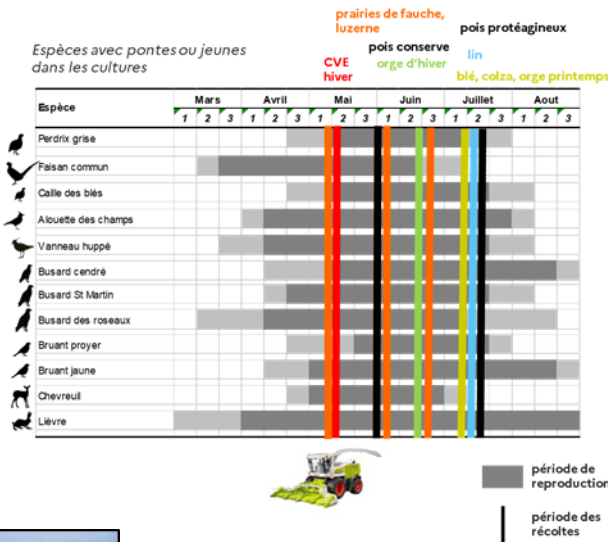 prairies de fauche,
luzerne
pois protéagineux
Espèces avec pontes ou jeunes
dans les cultures
pois conserve
lin
CVE
hiver
orge d'hiver
blé, colza, orge printemps
Espèce
Mars Avril Mai Juin Juillet Aout
1 2 3 1 2 3 1 2 3 1 2 3 1 2 3 1 2 3
Perdrix grise
Faisan commun
Caille des blés
Alouette des champs
Vanneau huppé
Busard cendré
Busard St Martin
Busard des roseaux
Bruant proyer
Bruant jaune
Chevreuil
Lièvre
période de
reproduction
période des
récoltes